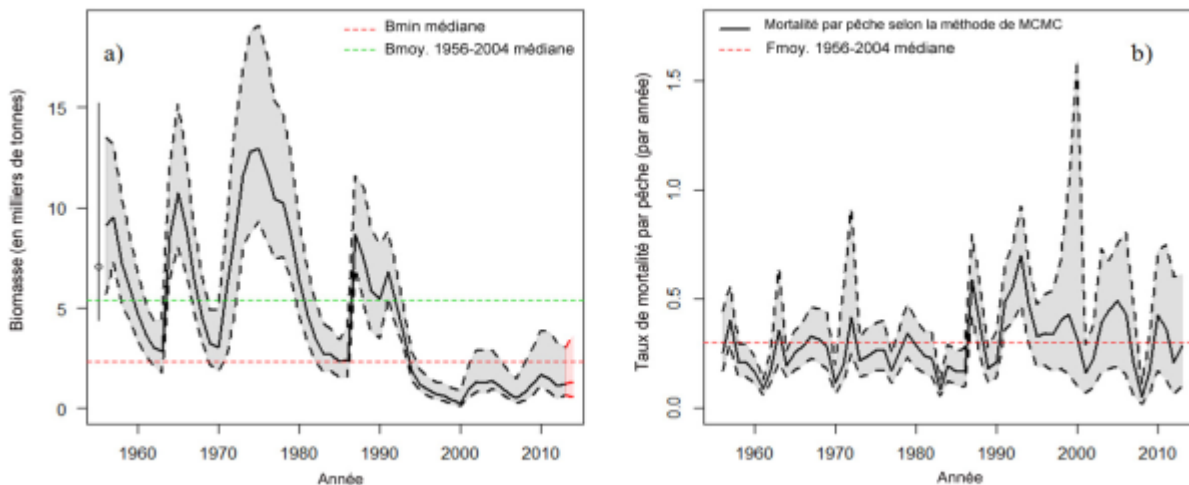 a)
Bmin médiane
Bmoy. 1956-2004 médiane
Biomasse (en milliers de tonnes)
15
10
5
0
1960 1970 1980 1990 2000 2010
Année
b)
Mortalité par pêche selon la méthode de MCMC
Fmoy. 1956-2004 médiane
Taux de mortalité par pêche (par année)
1.5
1.0
0.5
0.0
1960 1970 1980 1990 2000 2010
Année